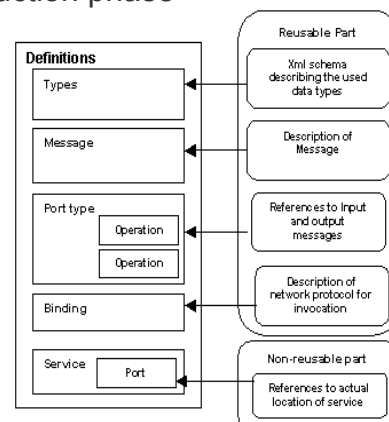 Definitions
Types
Message
Port type
Operation
Operation
Binding
Service
Port
Reusable Part
Xml schema
describing the used
data types
Description of
Message
References to Input
and output
messages
Description of
network protocol for
invocation
Non-reusable part
References to actual
location of service